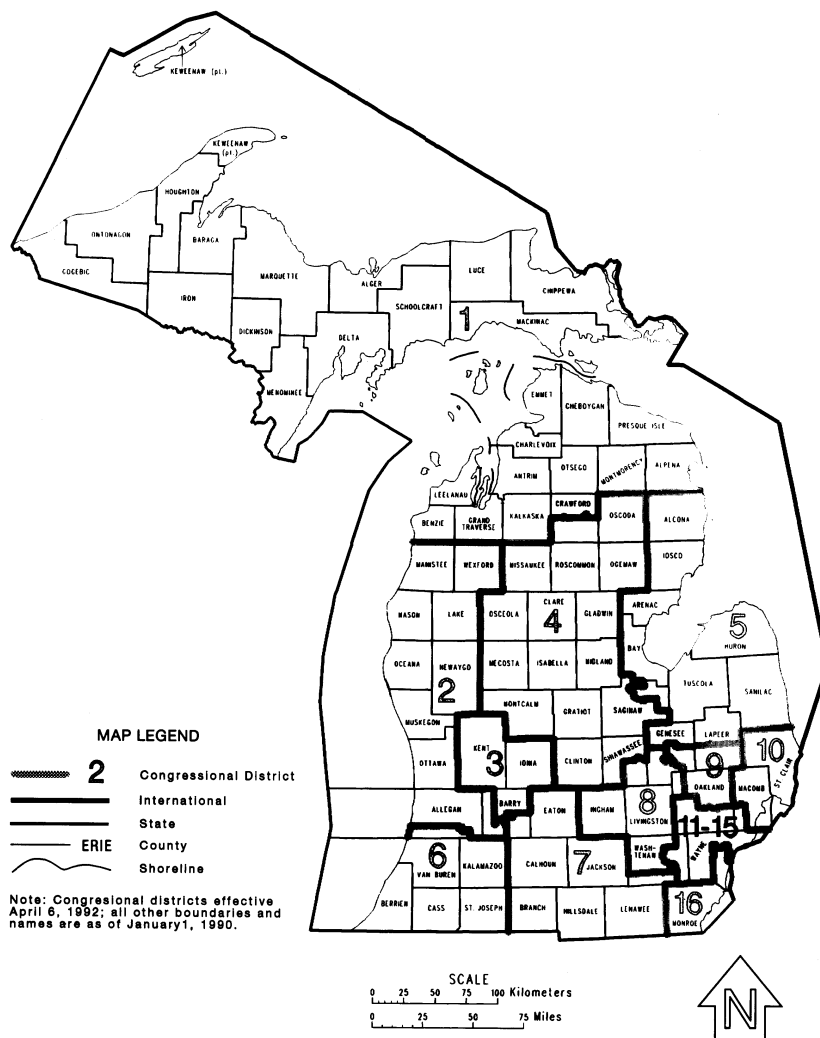 KEWEENAW (pt.)
KEWEENAW
(pt.)
HOUGHTON
ONTONAGON
BARAGA
GOGEBIC
MARQUETTE
ALGER
LUCE
CHIPPEWA
IRON
SCHOOLCRAFT
1
MACKINAC
DICKINSON
DELTA
MENOMINEE
EMMET
CHEBOYGAN
PRESQUE ISLE
CHARLEVOIX
ANTRIM
OTSEGO
MONTMORENCY
ALPENA
LEELANAU
BENZIE
GRAND
TRAVERSE
KALKASKA
CRAWFORD
OSCODA
ALCONA
MANISTEE
WEXFORD
MISSAUKEE
ROSCOMMON
OGEMAW
IOSCO
MASON
LAKE
OSCEOLA
CLARE
4
GLADWIN
ARENAC
OCEANA
NEWAYGO
2
MECOSTA
ISABELLA
MIDLAND
BAY
5
HURON
TUSCOLA
SANILAC
MUSKEGON
MONTCALM
GRATIOT
SAGINAW
GENESEE
LAPEER
10
ST CLAIR
OTTAWA
KENT
3
IONIA
CLINTON
SHIAWASSEE
9
OAKLAND
MACOMB
ALLEGAN
BARRY
EATON
INGHAM
8
LIVINGSTON
11-15
6
VAN BUREN
KALAMAZOO
CALHOUN
7
JACKSON
WASH-
TENAW
WAYNE
BERRIEN
CASS
ST. JOSEPH
BRANCH
HILLSDALE
LENAWEE
16
MONROE
MAP LEGEND
2 Congressional District
International
State
ERIE County
Shoreline
Note: Congresional districts effective
April 6, 1992; all other boundaries and
names are as of January1, 1990.
SCALE
0 25 50 75 100 Kilometers
0 25 50 75 Miles
N